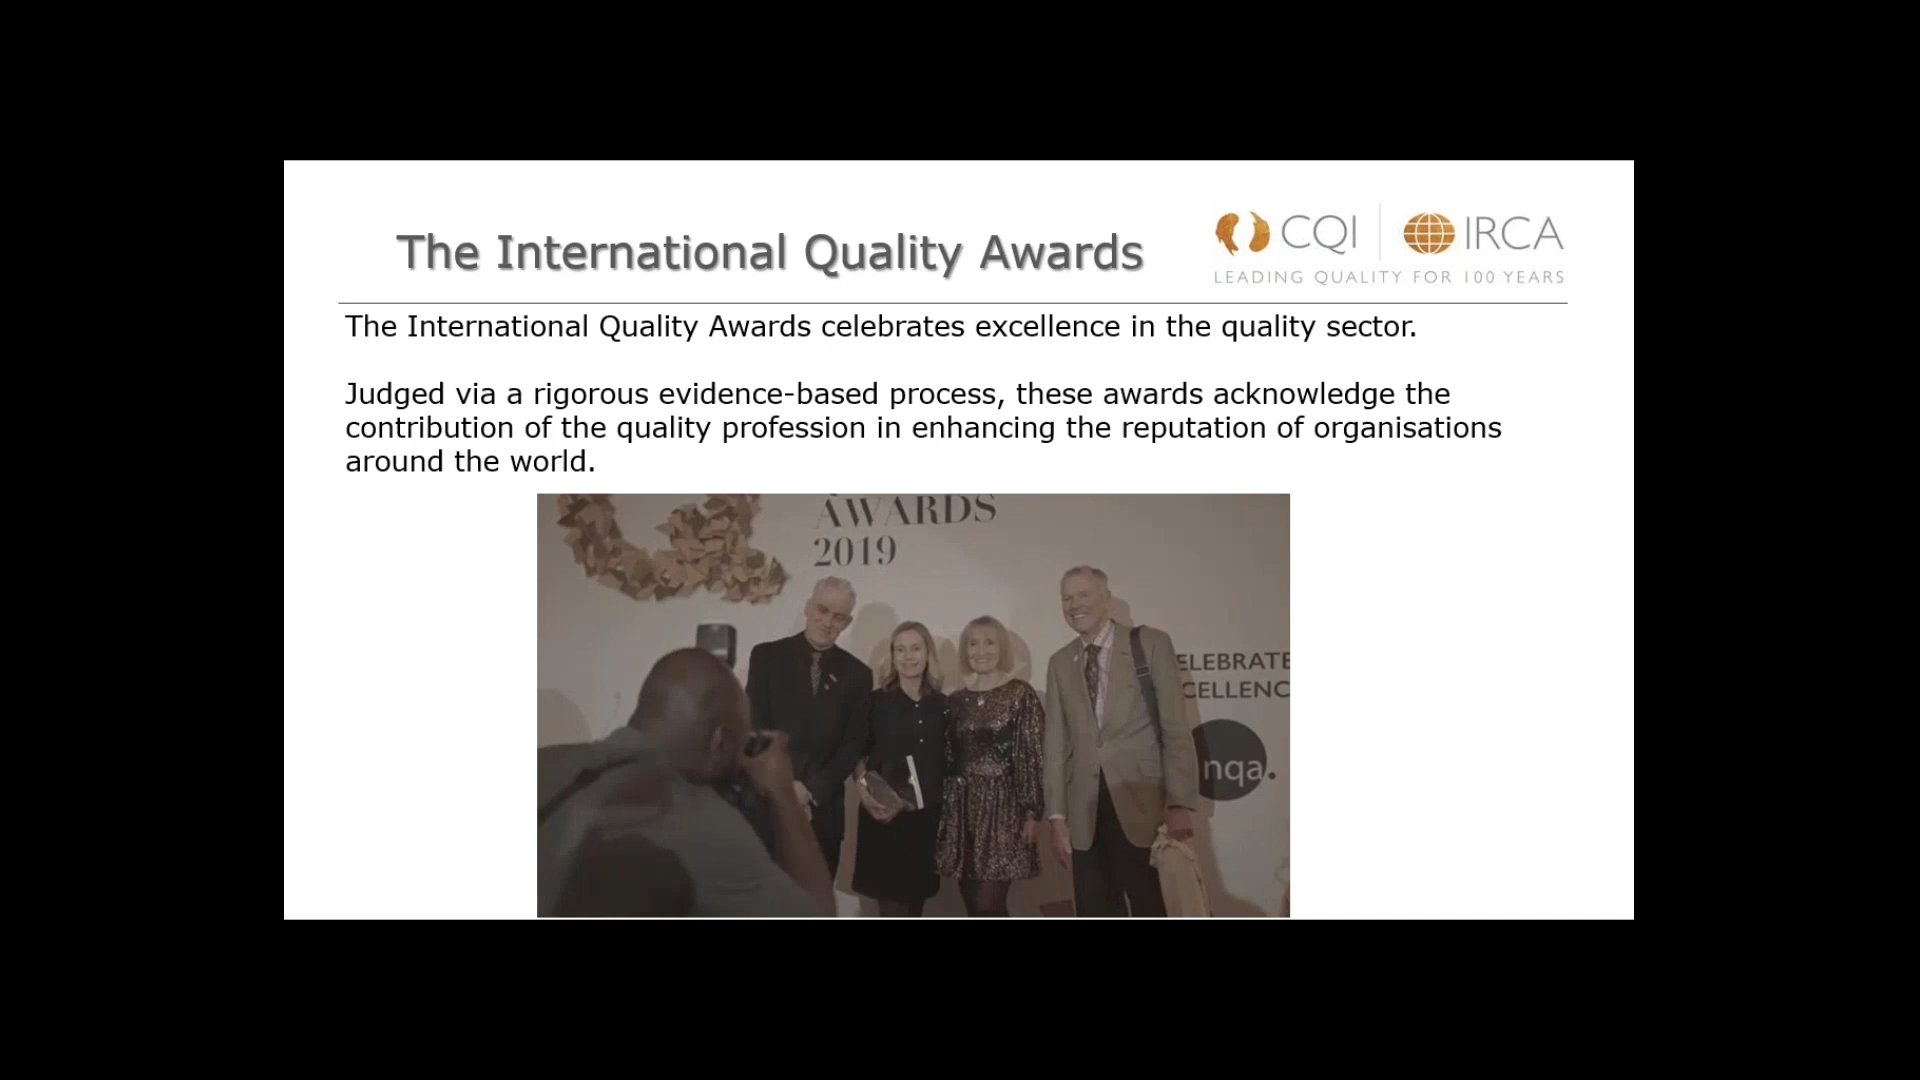 The International Quality Awards
CQI IRCA
LEADING QUALITY FOR 100 YEARS
The International Quality Awards celebrates excellence in the quality sector.
Judged via a rigorous evidence-based process, these awards acknowledge the
contribution of the quality profession in enhancing the reputation of organisations
around the world.
AWARDS
2019
ELEBRATE
CELLENC
nqa.